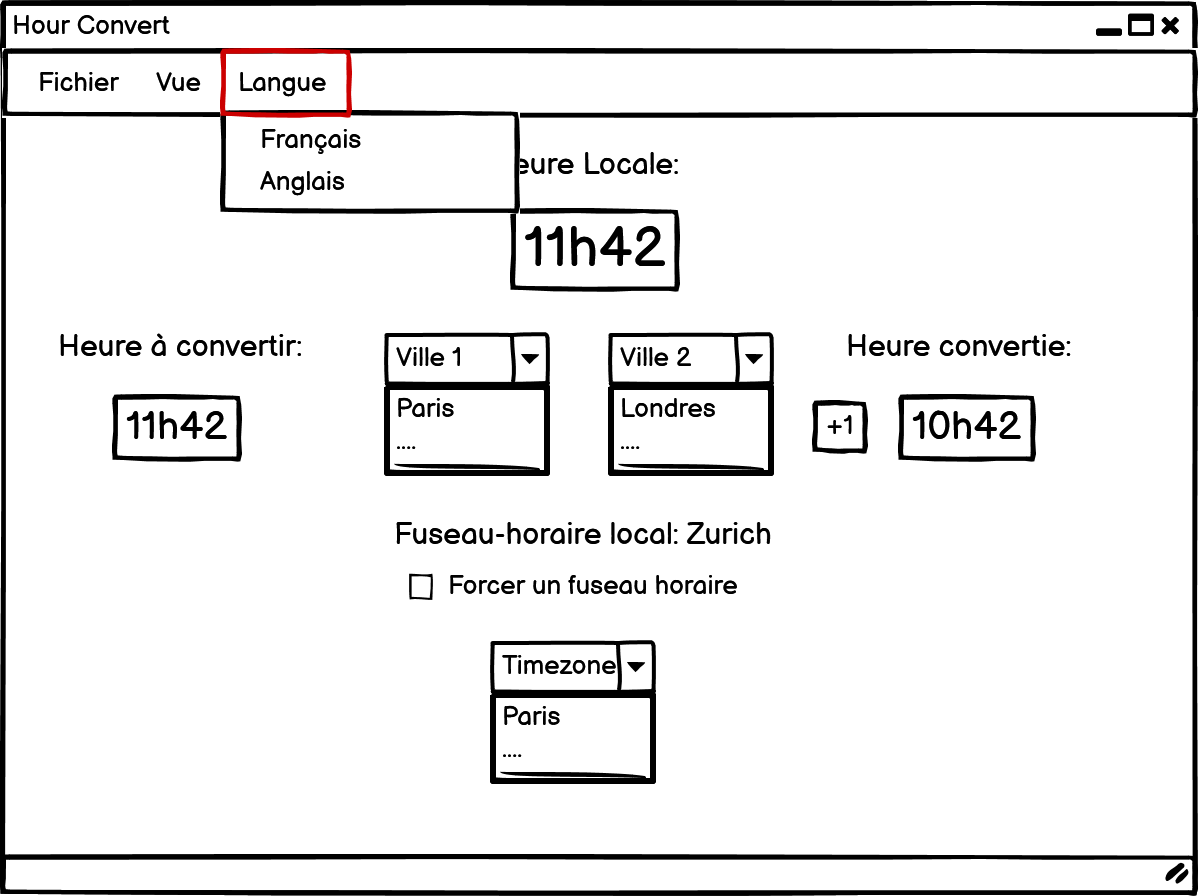 Hour Convert
Fichier Vue Langue
Français
Anglais
eure Locale:
11h42
Heure à convertir:
11h42
Ville 1
Paris
....
Ville 2
Londres
....
Heure convertie:
+1 10h42
Fuseau-horaire local: Zurich
Forcer un fuseau horaire
Timezone
Paris
....